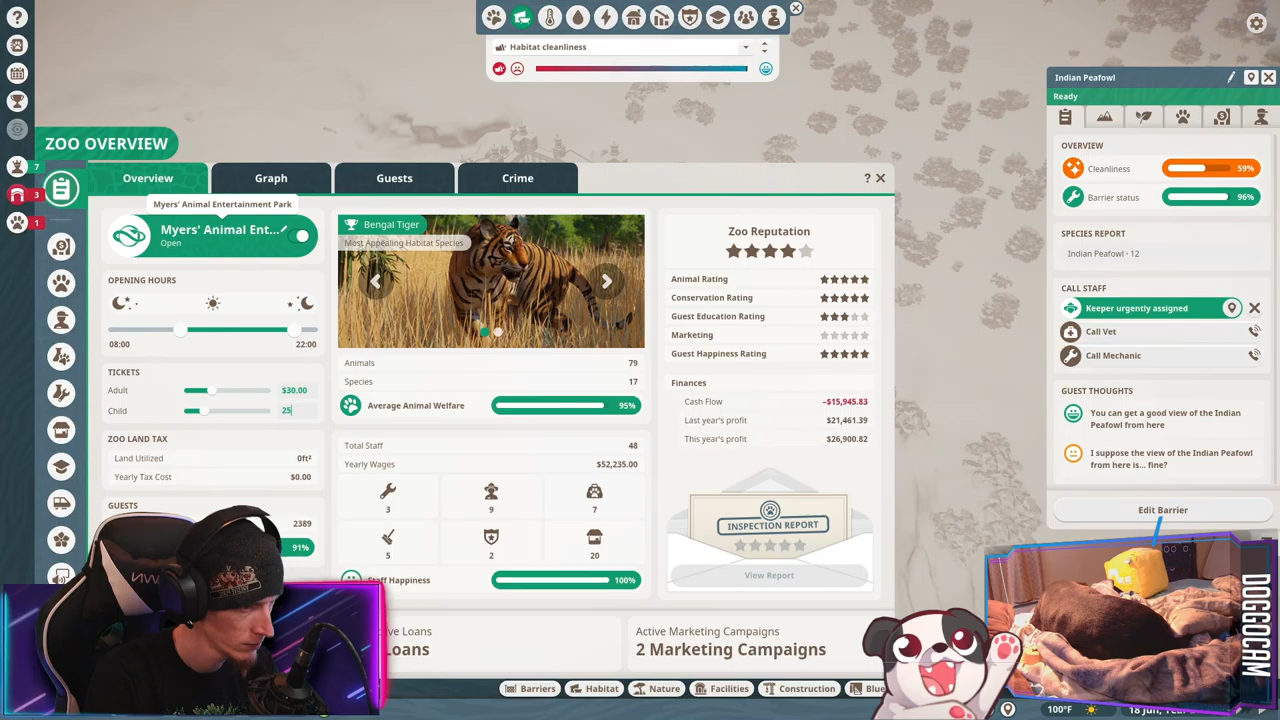 Habitat cleanliness
Indian Peafowl
Ready
ZOO OVERVIEW
7
3
1
Overview
Graph
Guests
Crime
?
Myers' Animal Entertainment Park
Myers' Animal Ent...
Open
OPENING HOURS
08:00
22:00
TICKETS
Adult
$30.00
Child
25
ZOO LAND TAX
Land Utilized
0ft²
Yearly Tax Cost
$0.00
GUESTS
2389
91%
Bengal Tiger
Most Appealing Habitat Species
Animals
79
Species
17
Average Animal Welfare
95%
Total Staff
48
Yearly Wages
$52,235.00
3
9
7
5
2
20
Staff Happiness
100%
Zoo Reputation
Animal Rating
Conservation Rating
Guest Education Rating
Marketing
Guest Happiness Rating
Finances
Cash Flow
-$15,945.83
Last year's profit
$21,461.39
This year's profit
$26,900.82
INSPECTION REPORT
View Report
Loans
Loans
Active Marketing Campaigns
2 Marketing Campaigns
OVERVIEW
Cleanliness
59%
Barrier status
96%
SPECIES REPORT
Indian Peafowl · 12
CALL STAFF
Keeper urgently assigned
Call Vet
Call Mechanic
GUEST THOUGHTS
You can get a good view of the Indian
Peafowl from here
I suppose the view of the Indian Peafowl
from here is... fine?
Edit Barrier
DOGGOCAM
Barriers
Habitat
Nature
Facilities
Construction
Blue
100°F
18 Jun,